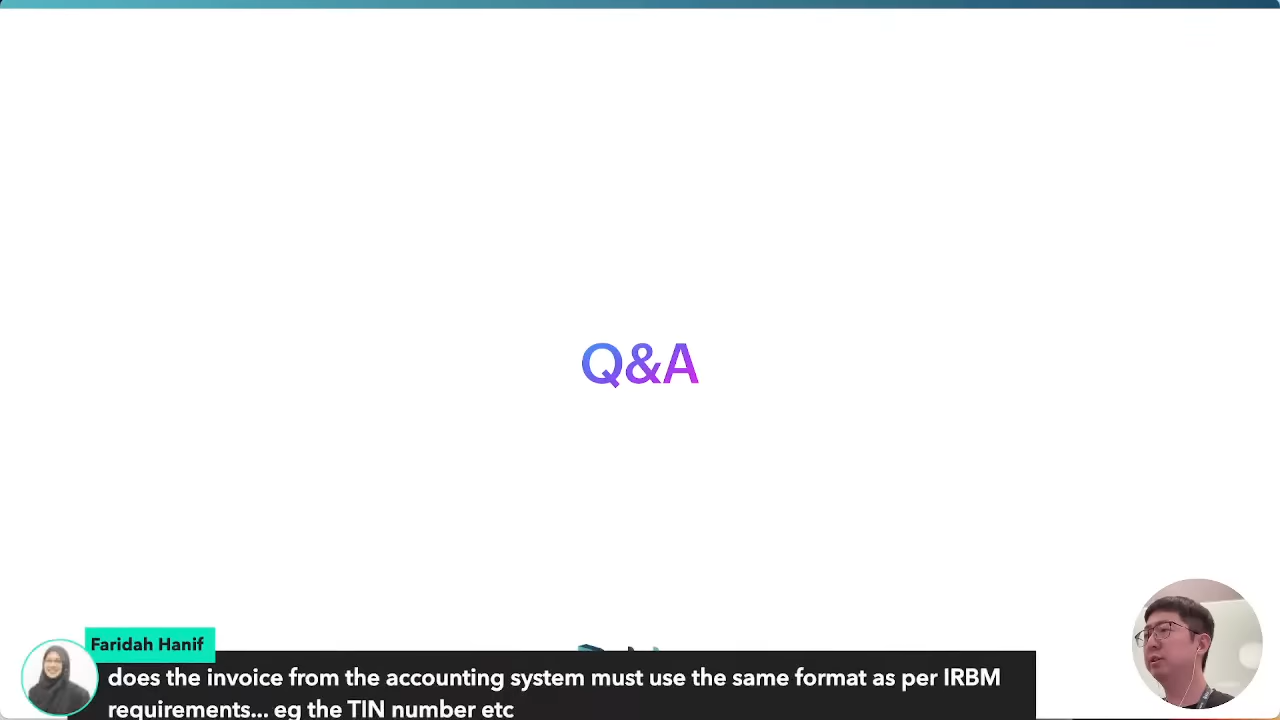 Q&A
Faridah Hanif
does the invoice from the accounting system must use the same format as per IRBM
requirements... eg the TIN number etc